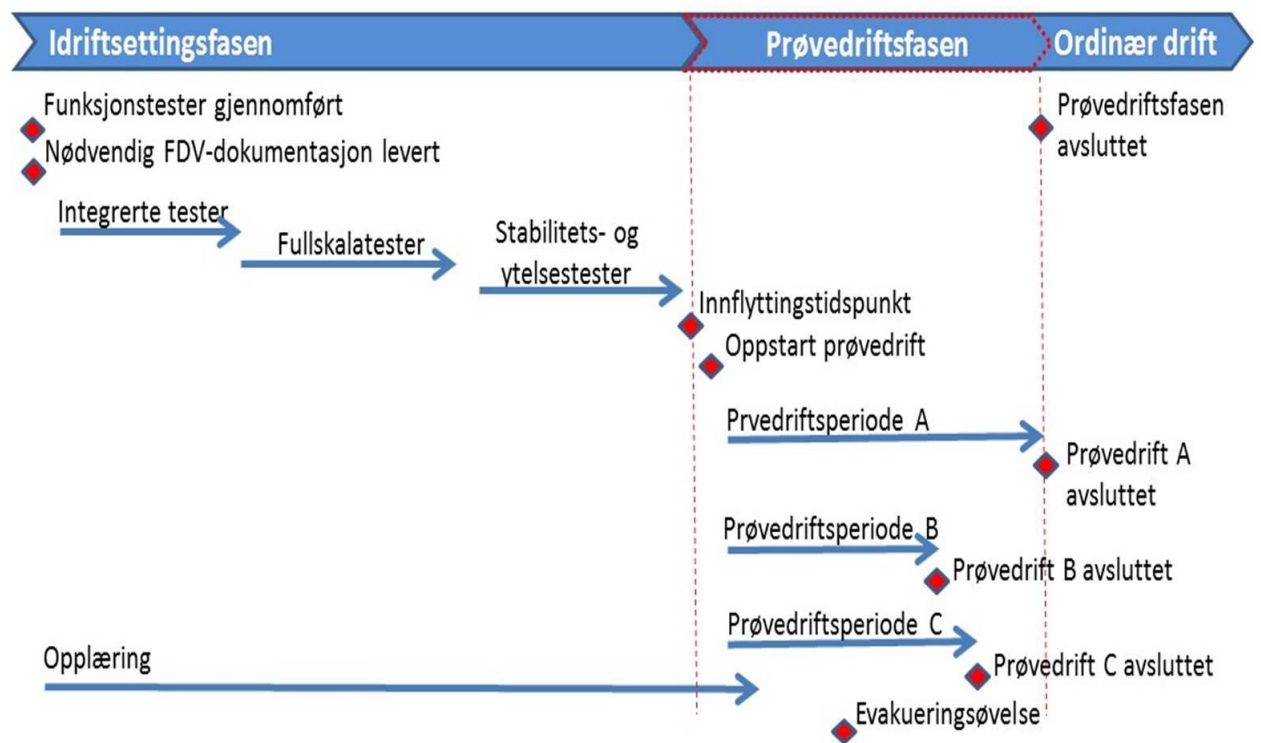 Idriftsettingsfasen
Prøvedriftsfasen
Ordinær drift
Funksjonstester gjennomført
Nødvendig FDV-dokumentasjon levert
Prøvedriftsfasen
avsluttet
Integrerte tester
Fullskalatester
Stabilitets- og
ytelsestester
Innflyttingstidspunkt
Oppstart prøvedrift
Prvedriftsperiode A
Prøvedrift A
avsluttet
Prøvedriftsperiode B
Prøvedrift B avsluttet
Prøvedriftsperiode C
Prøvedrift C avsluttet
Opplæring
Evakueringsøvelse